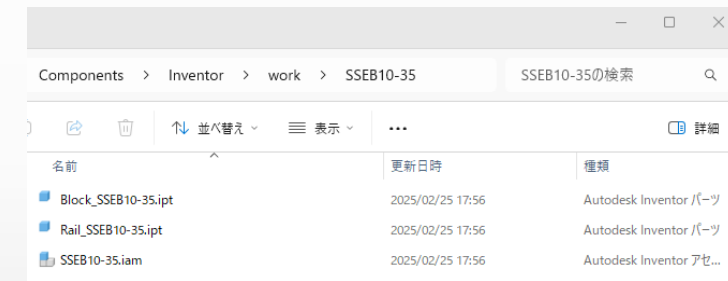 Components > Inventor > work > SSEB10-35 SSEB10-35の検索
並べ替え 表示 ... 詳細
名前 更新日時 種類
Block_SSEB10-35.ipt 2025/02/25 17:56 Autodesk Inventor パーツ
Rail_SSEB10-35.ipt 2025/02/25 17:56 Autodesk Inventor パーツ
SSEB10-35.iam 2025/02/25 17:56 Autodesk Inventor アセ...